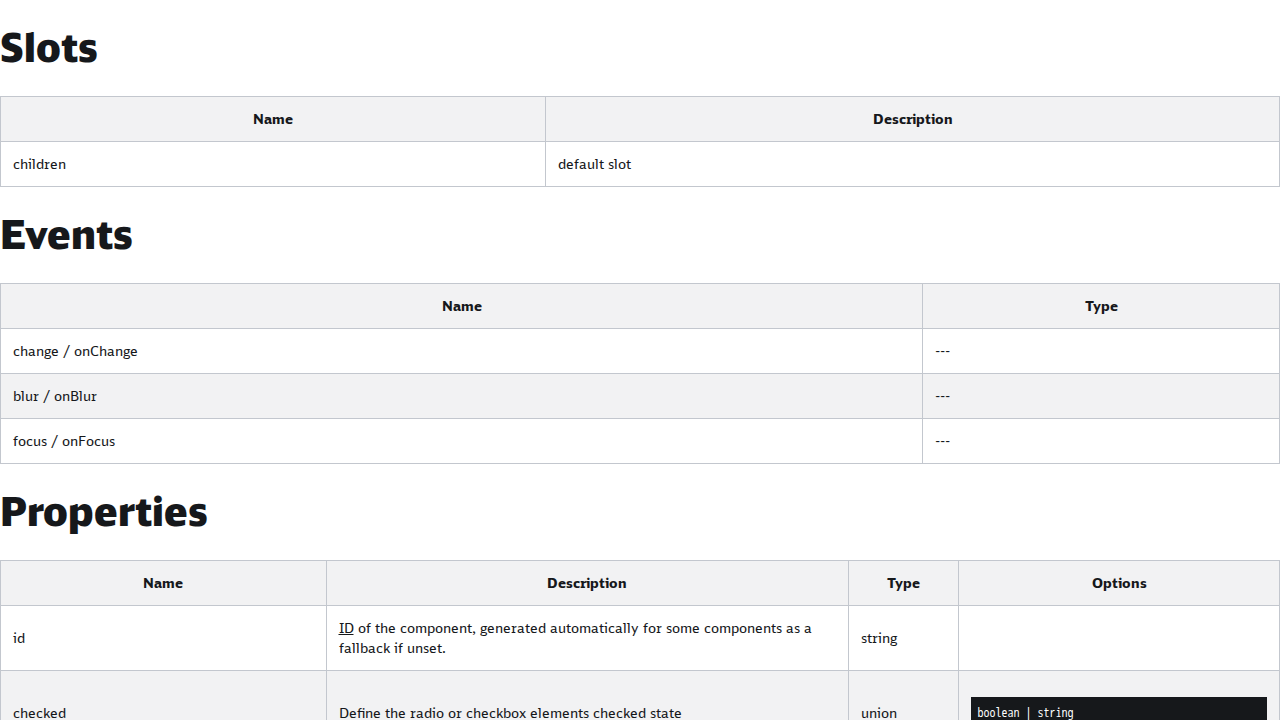 Slots
Name Description
children default slot
Events
Name Type
change / onChange ---
blur / onBlur ---
focus / onFocus ---
Properties
Name Description Type Options
id ID of the component, generated automatically for some components as a fallback if unset. string
checked Define the radio or checkbox elements checked state union boolean | string